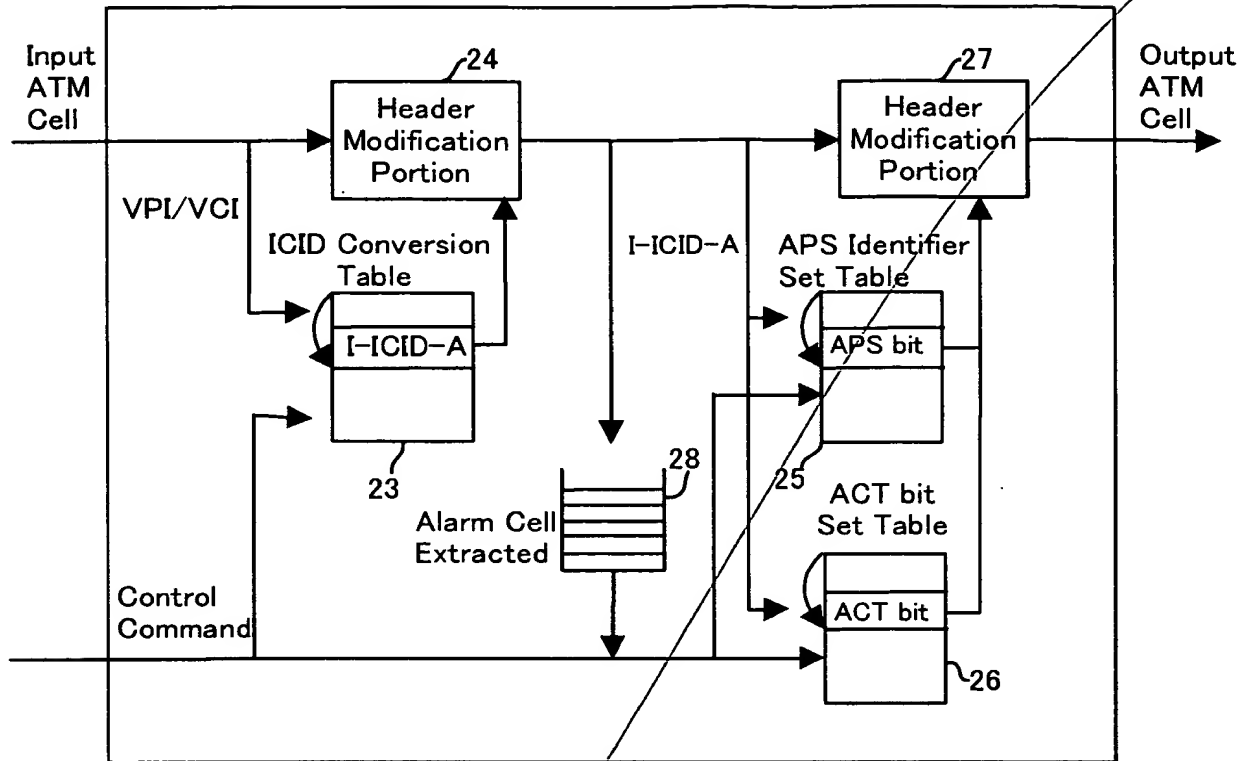 Input
ATM
Cell
24
Header
Modification
Portion
27
Header
Modification
Portion
Output
ATM
Cell
VPI/VCI
ICID Conversion
Table
I-ICID-A
23
I-ICID-A
APS Identifier
Set Table
APS bit
25
28
Alarm Cell
Extracted
ACT bit
Set Table
ACT bit
26
Control
Command